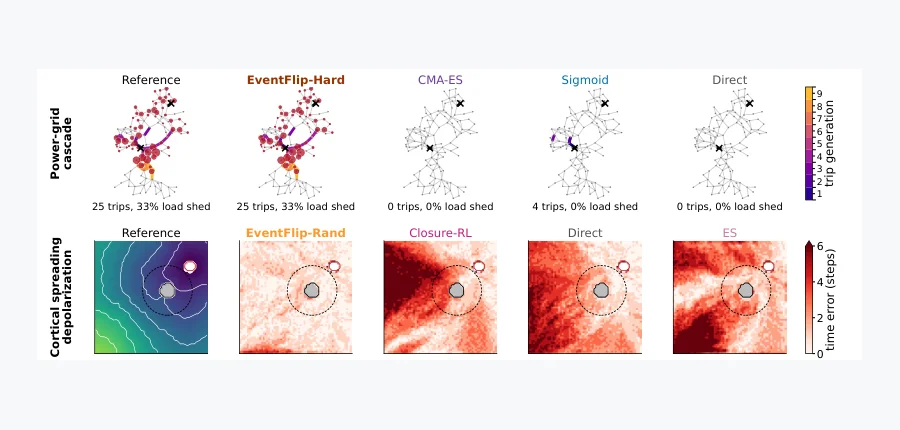 Power-grid
cascade
Reference
EventFlip-Hard
CMA-ES
Sigmoid
Direct
25 trips, 33% load shed
25 trips, 33% load shed
0 trips, 0% load shed
4 trips, 0% load shed
0 trips, 0% load shed
9
8
7
6
5
4
3
2
1
trip generation
Cortical spreading
depolarization
Reference
EventFlip-Rand
Closure-RL
Direct
ES
6
4
2
0
time error (steps)